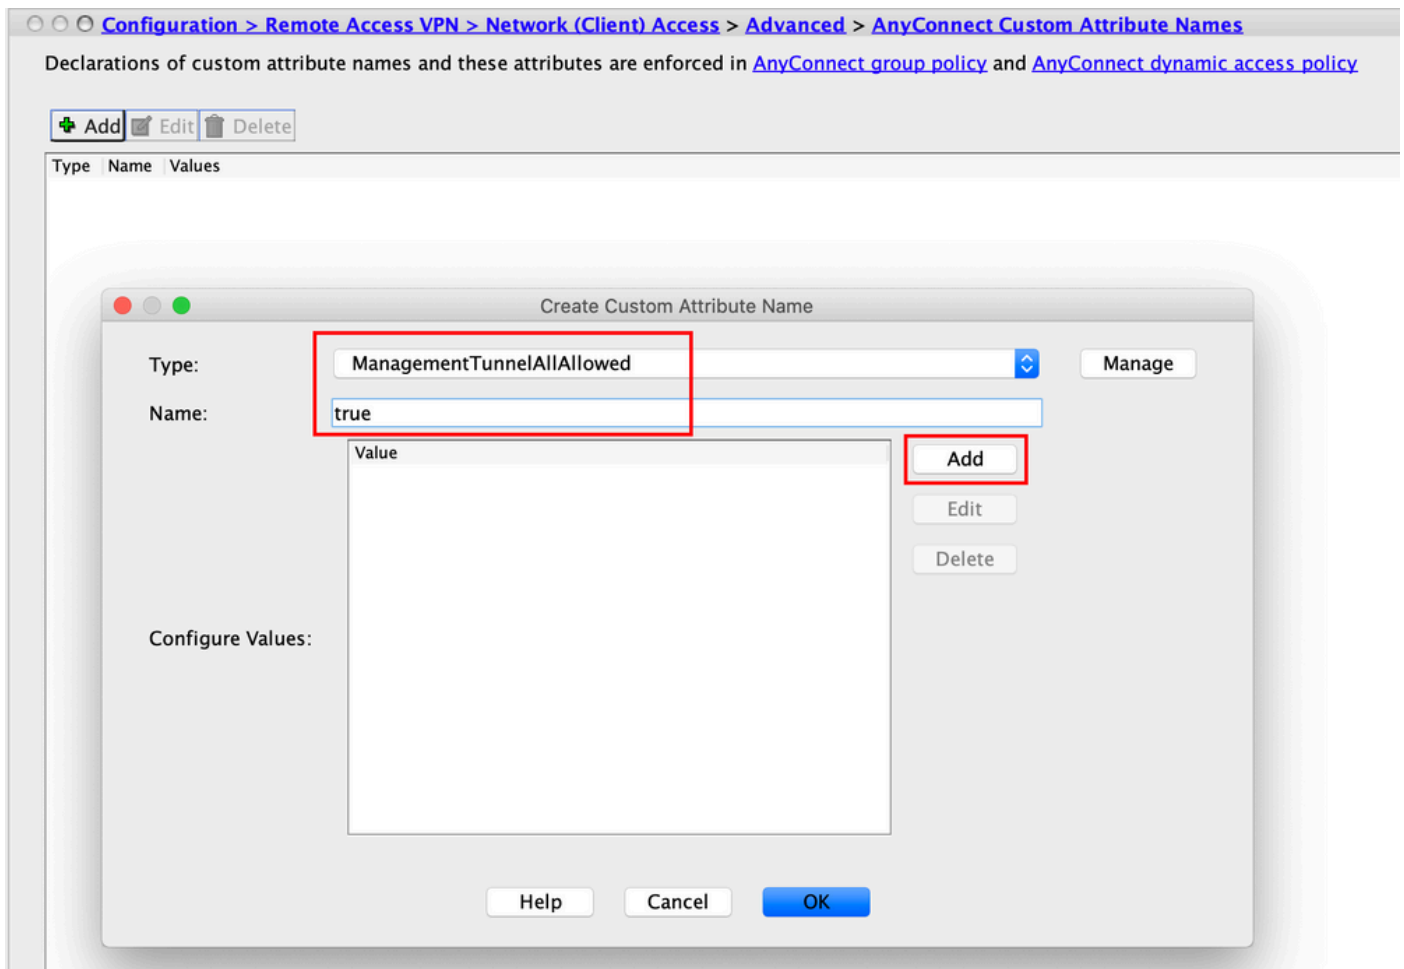 Configuration > Remote Access VPN > Network (Client) Access > Advanced > AnyConnect Custom Attribute Names
Declarations of custom attribute names and these attributes are enforced in AnyConnect group policy and AnyConnect dynamic access policy
Add Edit Delete
Type Name Values
Create Custom Attribute Name
Type: ManagementTunnelAllAllowed Manage
Name: true
Value Add
Edit
Delete
Configure Values:
Help Cancel OK